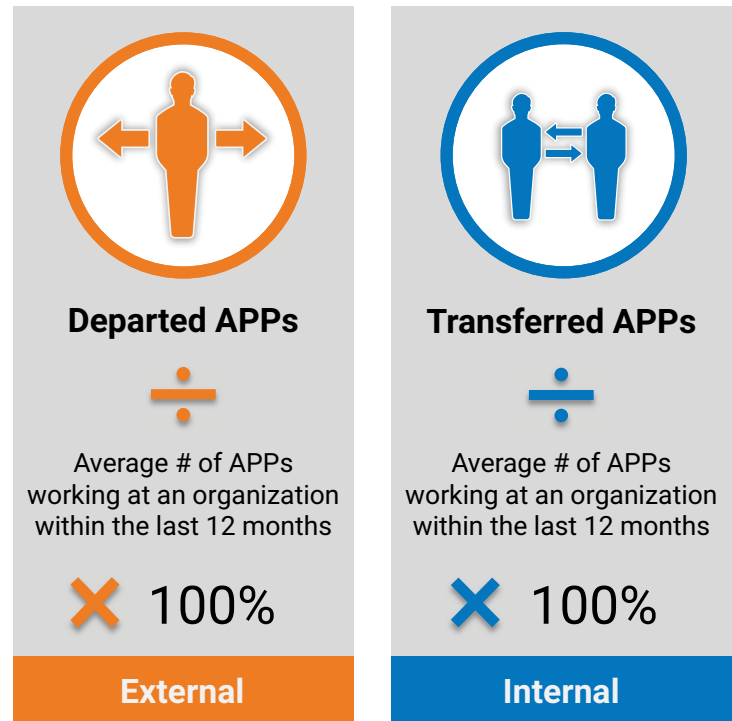 Departed APPs
÷
Average # of APPs
working at an organization
within the last 12 months
× 100%
External
Transferred APPs
÷
Average # of APPs
working at an organization
within the last 12 months
× 100%
Internal